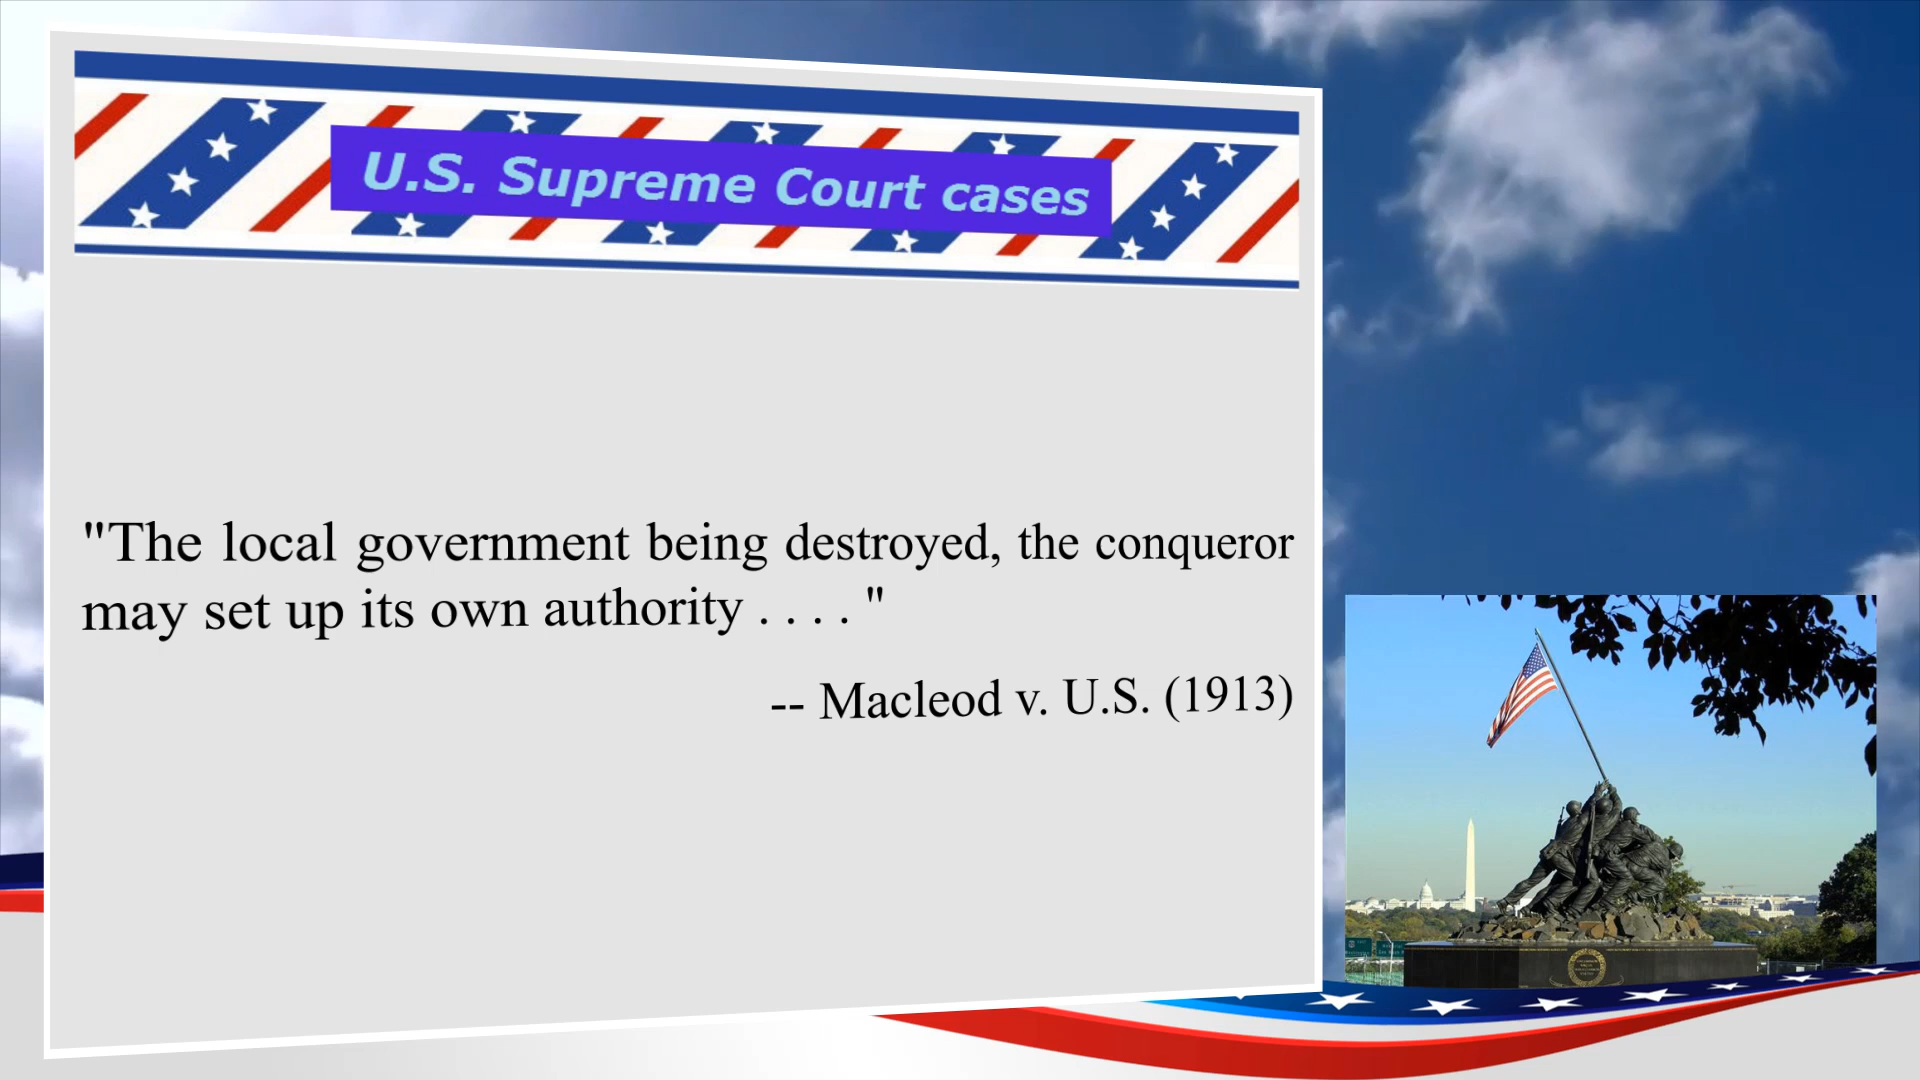 U.S. Supreme Court cases
"The local government being destroyed, the conqueror
may set up its own authority . . . . "
-- Macleod v. U.S. (1913)